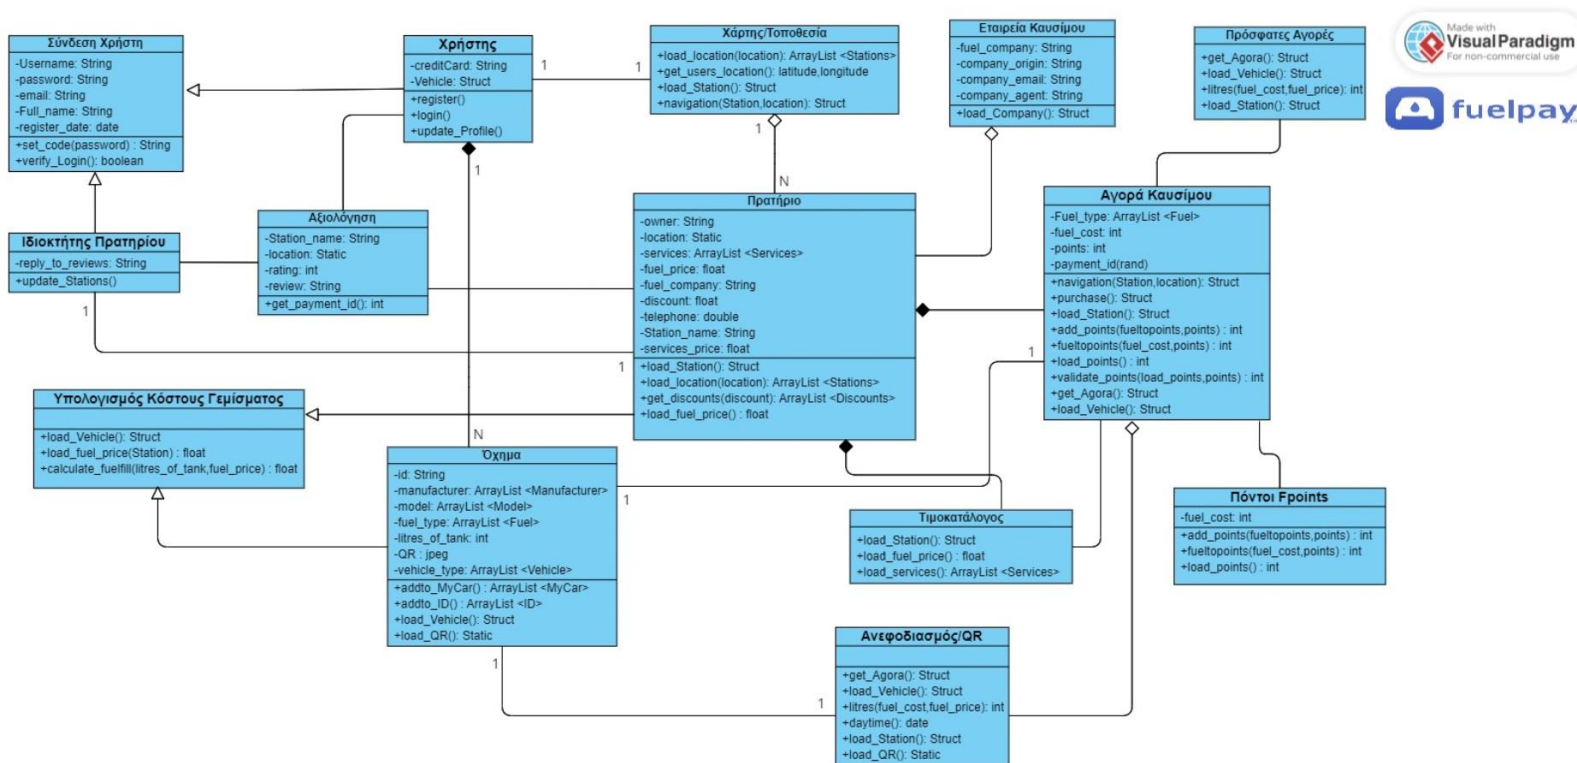 Σύνδεση Χρήστη
-Username: String
-password: String
-email: String
-Full_name: String
-register_date: date
+set_code(password) : String
+verify_Login(): boolean
Χρήστης
-creditCard: String
-Vehicle: Struct
+register()
+login()
+update_Profile()
1
1
1
Χάρτης/Τοποθεσία
+load_location(location): ArrayList <Stations>
+get_users_location(): latitude,longitude
+load_Station(): Struct
+navigation(Station,location): Struct
1
N
Εταιρεία Καυσίμου
-fuel_company: String
-company_origin: String
-company_email: String
-company_agent: String
+load_Company(): Struct
Πρόσφατες Αγορές
+get_Agora(): Struct
+load_Vehicle(): Struct
+litres(fuel_cost,fuel_price): int
+load_Station(): Struct
Made with
Visual Paradigm
For non-commercial use
fuelpay
Ιδιοκτήτης Πρατηρίου
-reply_to_reviews: String
+update_Stations()
1
Αξιολόγηση
-Station_name: String
-location: Static
-rating: int
-review: String
+get_payment_id(): int
Πρατήριο
-owner: String
-location: Static
-services: ArrayList <Services>
-fuel_price: float
-fuel_company: String
-discount: float
-telephone: double
-Station_name: String
-services_price: float
+load_Station(): Struct
+load_location(location): ArrayList <Stations>
+get_discounts(discount): ArrayList <Discounts>
+load_fuel_price() : float
1
Αγορά Καυσίμου
-Fuel_type: ArrayList <Fuel>
-fuel_cost: int
-points: int
-payment_id(rand)
+navigation(Station,location): Struct
+purchase(): Struct
+load_Station(): Struct
+add_points(fueltopoints,points) : int
+fueltopoints(fuel_cost,points) : int
+load_points() : int
+validate_points(load_points,points) : int
+get_Agora(): Struct
+load_Vehicle(): Struct
1
Υπολογισμός Κόστους Γεμίσματος
+load_Vehicle(): Struct
+load_fuel_price(Station) : float
+calculate_fuelfill(litres_of_tank,fuel_price) : float
N
Όχημα
-id: String
-manufacturer: ArrayList <Manufacturer>
-model: ArrayList <Model>
-fuel_type: ArrayList <Fuel>
-litres_of_tank: int
-QR : jpeg
-vehicle_type: ArrayList <Vehicle>
+addto_MyCar() : ArrayList <MyCar>
+addto_ID() : ArrayList <ID>
+load_Vehicle(): Struct
+load_QR(): Static
1
1
Τιμοκατάλογος
+load_Station(): Struct
+load_fuel_price() : float
+load_services(): ArrayList <Services>
Πόντοι Fpoints
-fuel_cost: int
+add_points(fueltopoints,points) : int
+fueltopoints(fuel_cost,points) : int
+load_points() : int
Ανεφοδιασμός/QR
+get_Agora(): Struct
+load_Vehicle(): Struct
+litres(fuel_cost,fuel_price): int
+daytime(): date
+load_Station(): Struct
+load_QR(): Static
1